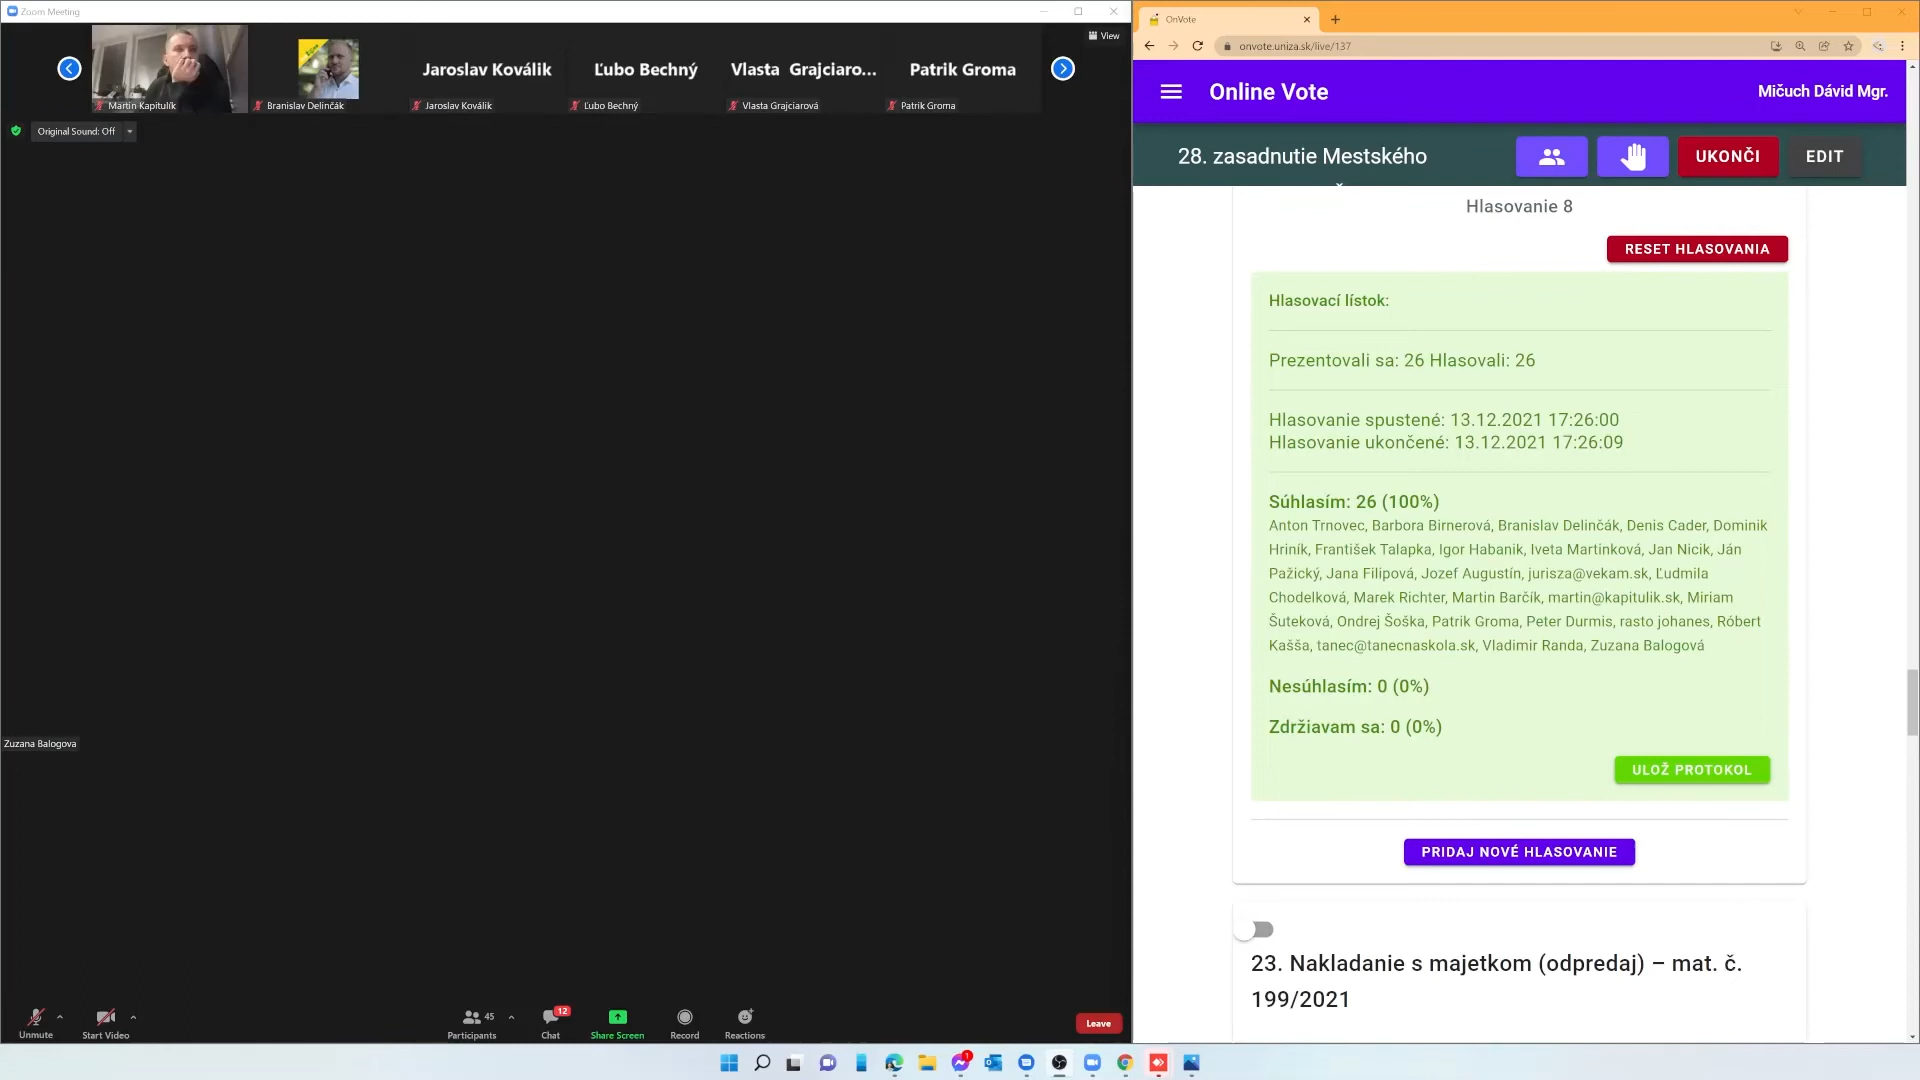 Zoom Meeting
View
Jaroslav Koválik
Ľubo Bechný
Vlasta Grajciaro...
Patrik Groma
Martin Kapitulík
Branislav Delinčák
Jaroslav Koválik
Ľubo Bechný
Vlasta Grajciarová
Patrik Groma
Original Sound: Off
Zuzana Balogova
Unmute
Start Video
45
Participants
12
Chat
Share Screen
Record
Reactions
Leave
OnVote
onvote.uniza.sk/live/137
Online Vote
Mičuch Dávid Mgr.
28. zasadnutie Mestského
UKONČI
EDIT
Hlasovanie 8
RESET HLASOVANIA
Hlasovací lístok:
Prezentovali sa: 26 Hlasovali: 26
Hlasovanie spustené: 13.12.2021 17:26:00
Hlasovanie ukončené: 13.12.2021 17:26:09
Súhlasím: 26 (100%)
Anton Trnovec, Barbora Birnerová, Branislav Delinčák, Denis Cader, Dominik
Hriník, František Talapka, Igor Habanik, Iveta Martinková, Jan Nicik, Ján
Pažický, Jana Filipová, Jozef Augustín, jurisza@vekam.sk, Ľudmila
Chodelková, Marek Richter, Martin Barčík, martin@kapitulik.sk, Miriam
Šuteková, Ondrej Šoška, Patrik Groma, Peter Durmis, rasto johanes, Róbert
Kašša, tanec@tanecnaskola.sk, Vladimir Randa, Zuzana Balogová
Nesúhlasím: 0 (0%)
Zdržiavam sa: 0 (0%)
ULOŽ PROTOKOL
PRIDAJ NOVÉ HLASOVANIE
23. Nakladanie s majetkom (odpredaj) – mat. č.
199/2021